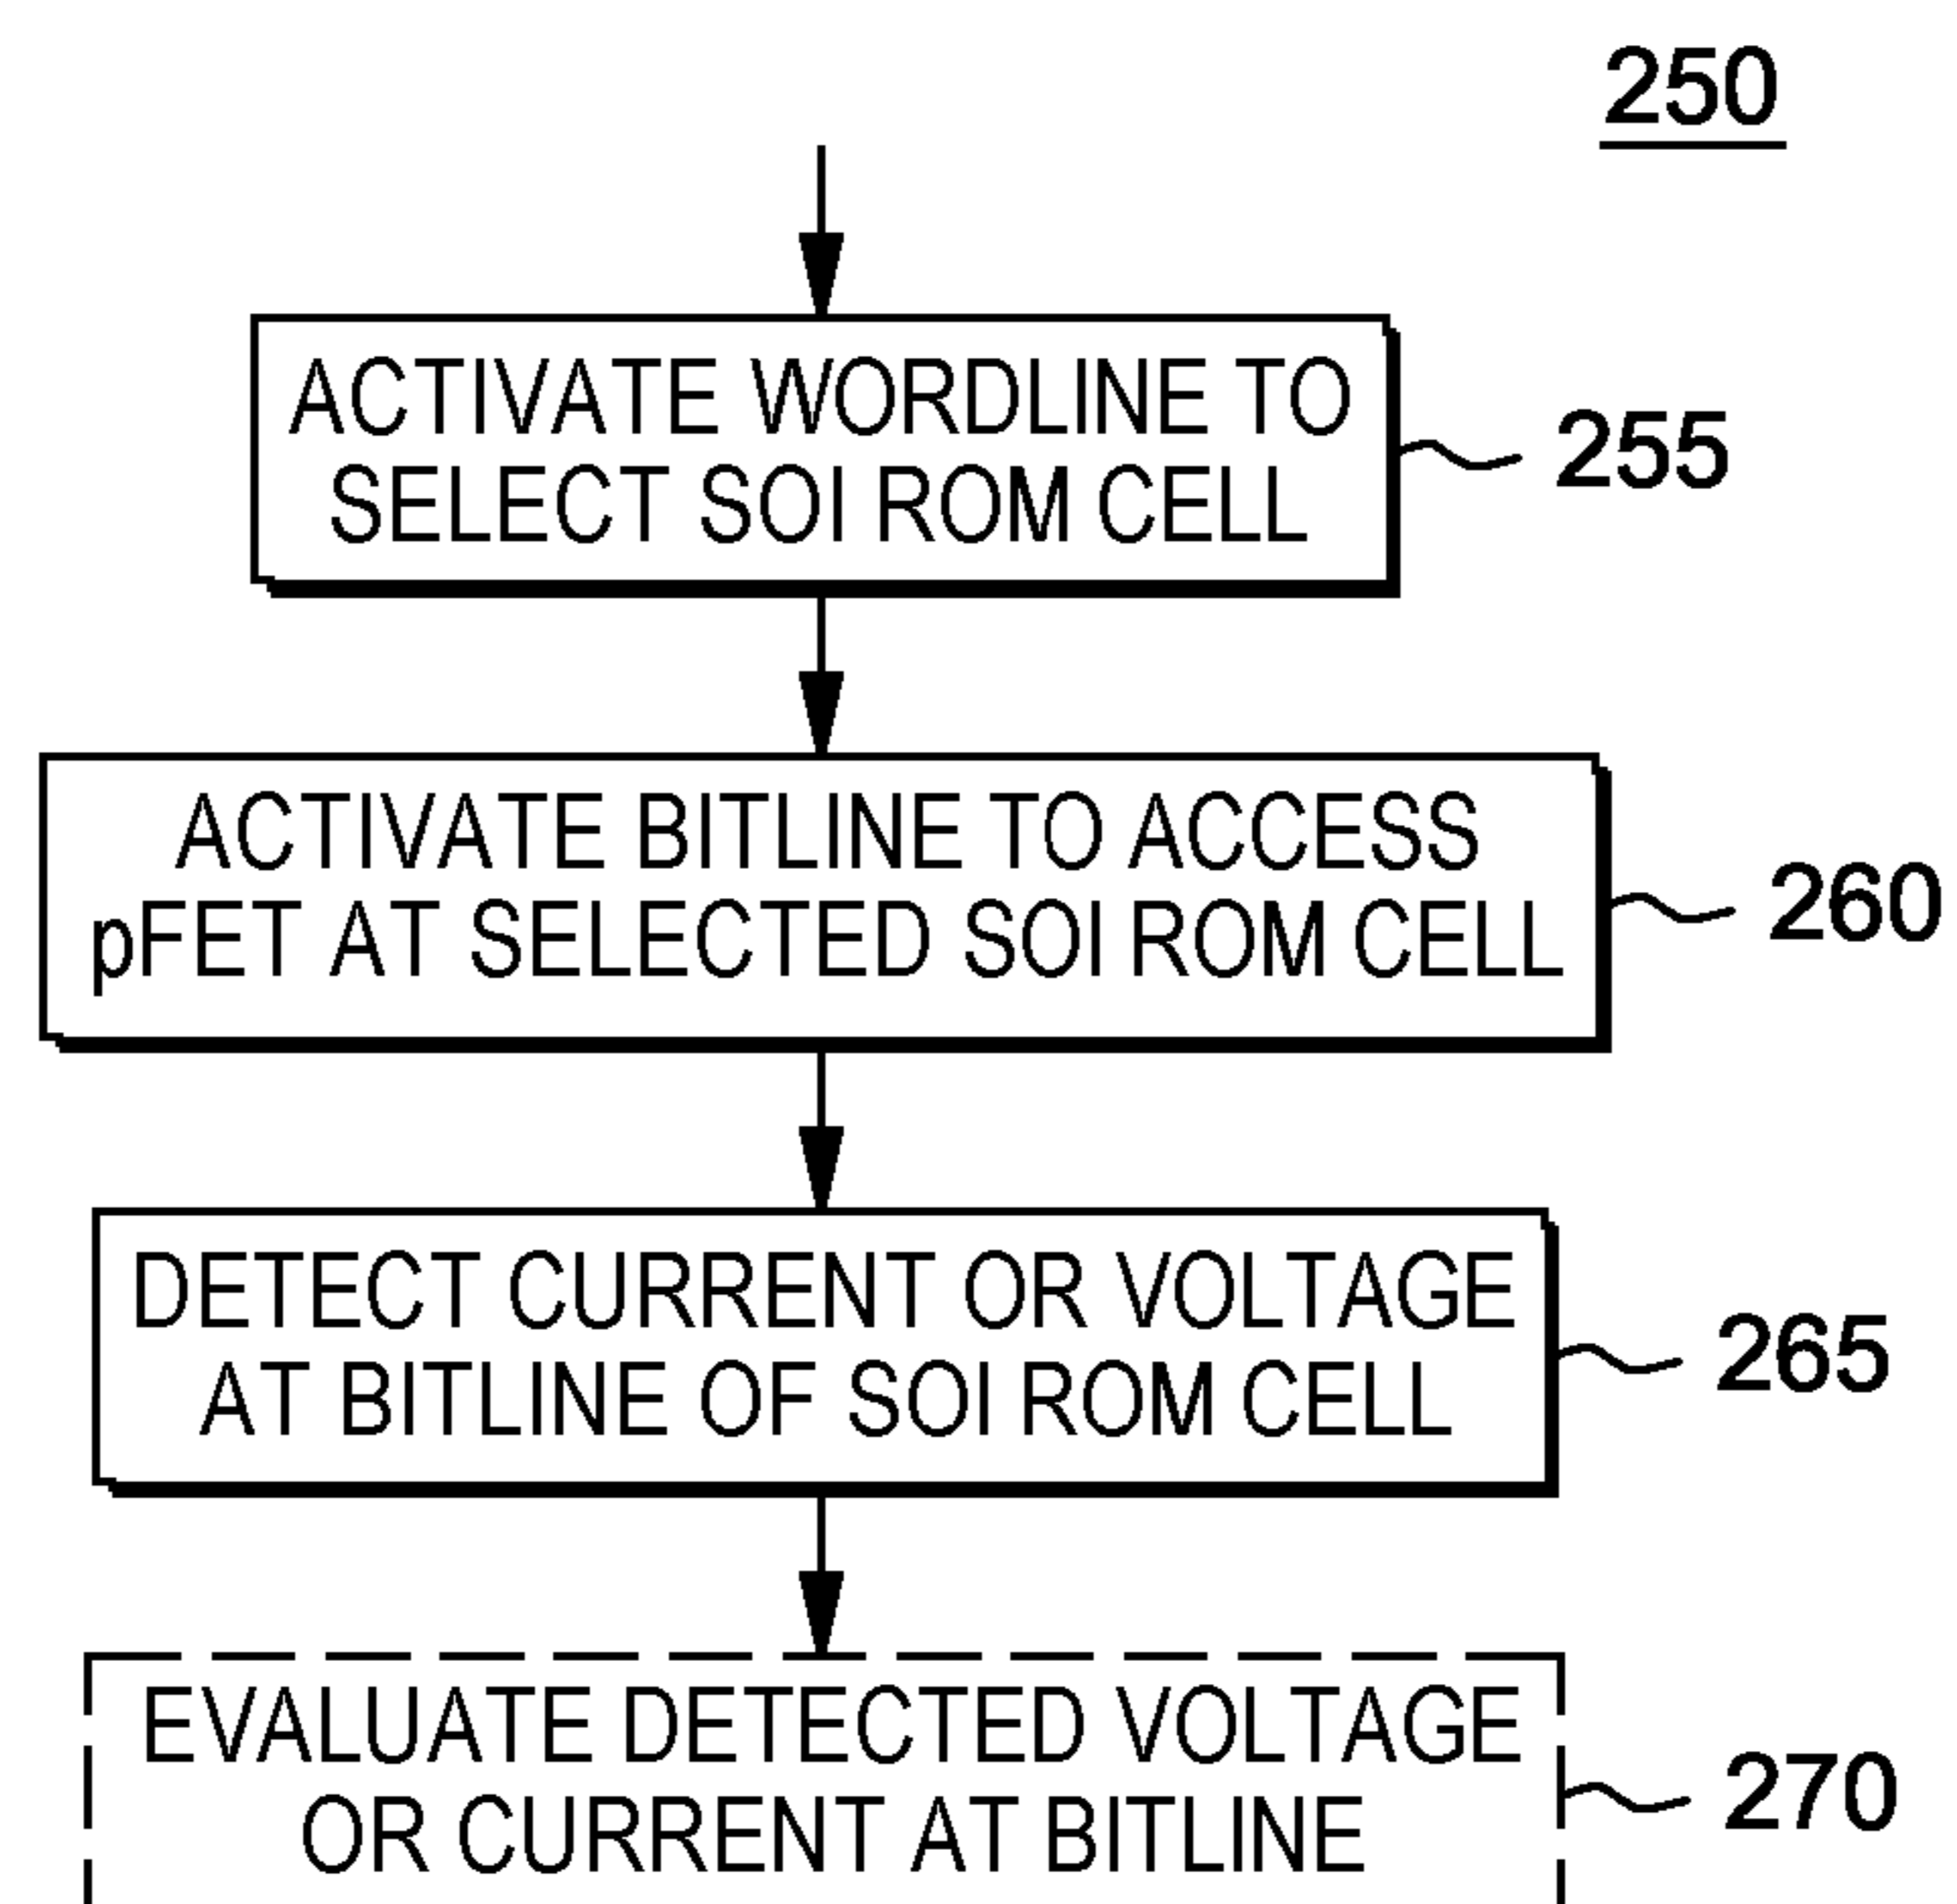 250
ACTIVATE WORDLINE TO
SELECT SOI ROM CELL
255
ACTIVATE BITLINE TO ACCESS
pFET AT SELECTED SOI ROM CELL
260
DETECT CURRENT OR VOLTAGE
AT BITLINE OF SOI ROM CELL
265
EVALUATE DETECTED VOLTAGE
OR CURRENT AT BITLINE
270